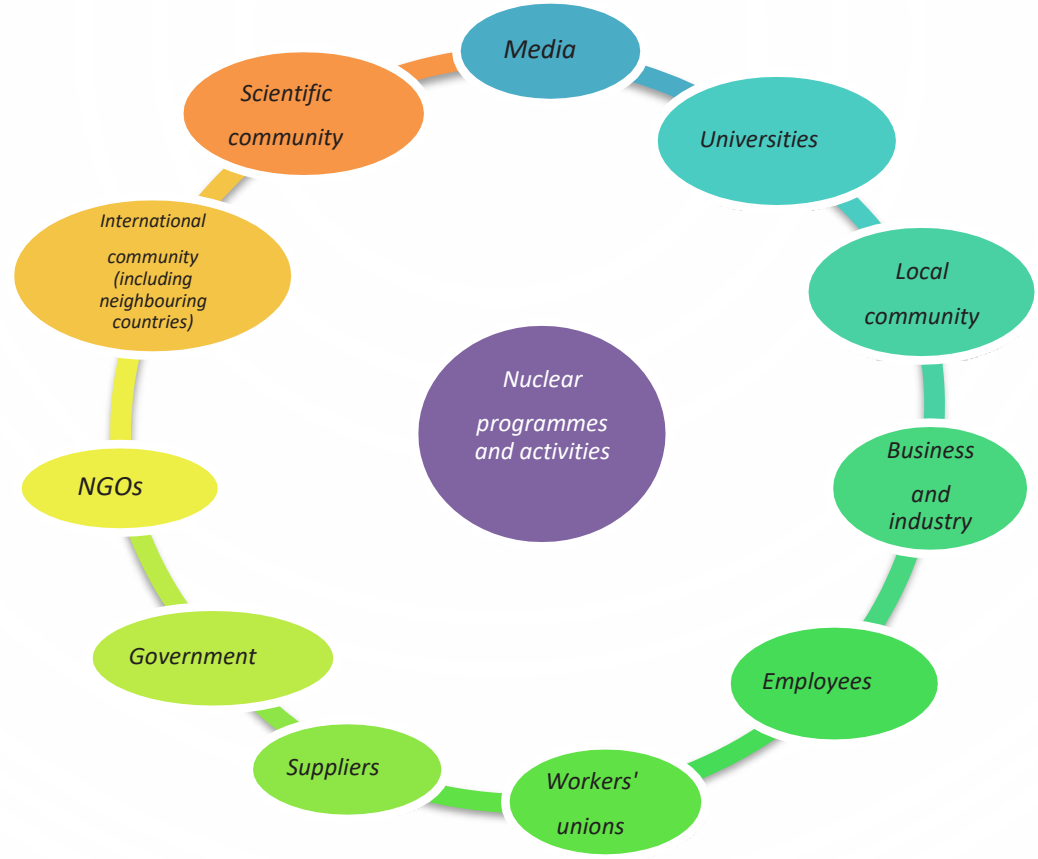 Media
Scientific
community
Universities
International
community
(including
neighbouring
countries)
Local
community
Nuclear
programmes
and activities
Business
and
industry
NGOs
Government
Employees
Suppliers
Workers'
unions